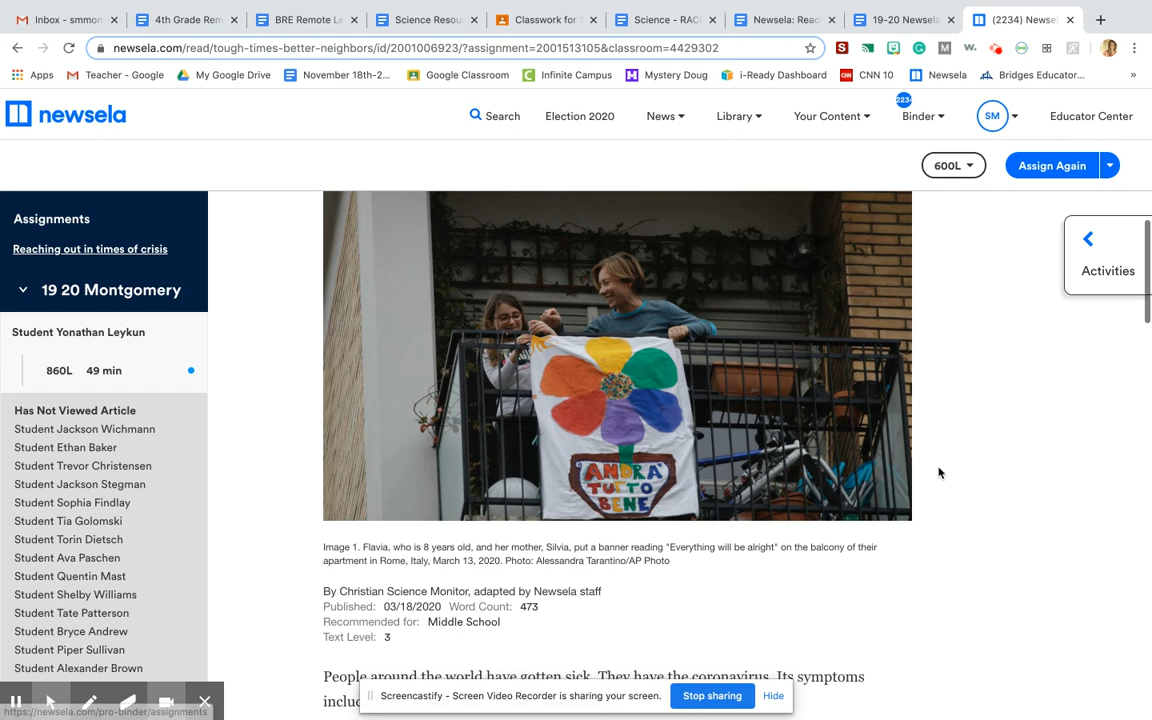 Inbox - smmon
4th Grade Rem
BRE Remote Le
Science Resou
Classwork for
Science - RACE
Newsela: Reac
19-20 Newsela
(2234) Newsel
newsela.com/read/tough-times-better-neighbors/id/2001006923/?assignment=2001513105&classroom=4429302
Apps
Teacher - Google
My Google Drive
November 18th-2...
Google Classroom
Infinite Campus
Mystery Doug
i-Ready Dashboard
CNN 10
Newsela
Bridges Educator...
»
newsela
Search
Election 2020
News
Library
Your Content
2234
Binder
SM
Educator Center
600L
Assign Again
Assignments
Reaching out in times of crisis
19 20 Montgomery
Student Yonathan Leykun
860L 49 min
Has Not Viewed Article
Student Jackson Wichmann
Student Ethan Baker
Student Trevor Christensen
Student Jackson Stegman
Student Sophia Findlay
Student Tia Golomski
Student Torin Dietsch
Student Ava Paschen
Student Quentin Mast
Student Shelby Williams
Student Tate Patterson
Student Bryce Andrew
Student Piper Sullivan
Student Alexander Brown
https://newsela.com/pro-binder/assignments
Activities
ANDRA'
TUTTO
BENE
Image 1. Flavia, who is 8 years old, and her mother, Silvia, put a banner reading "Everything will be alright" on the balcony of their
apartment in Rome, Italy, March 13, 2020. Photo: Alessandra Tarantino/AP Photo
By Christian Science Monitor, adapted by Newsela staff
Published: 03/18/2020 Word Count: 473
Recommended for: Middle School
Text Level: 3
People around the world have gotten sick. They have the coronavirus. Its symptoms
includ
Screencastify - Screen Video Recorder is sharing your screen.
Stop sharing
Hide